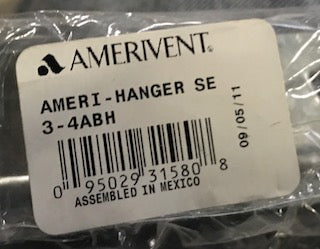 AMERIVENT®
AMERI-HANGER SE
3-4ABH
09/05/11
0 95029 31580 8
ASSEMBLED IN MEXICO